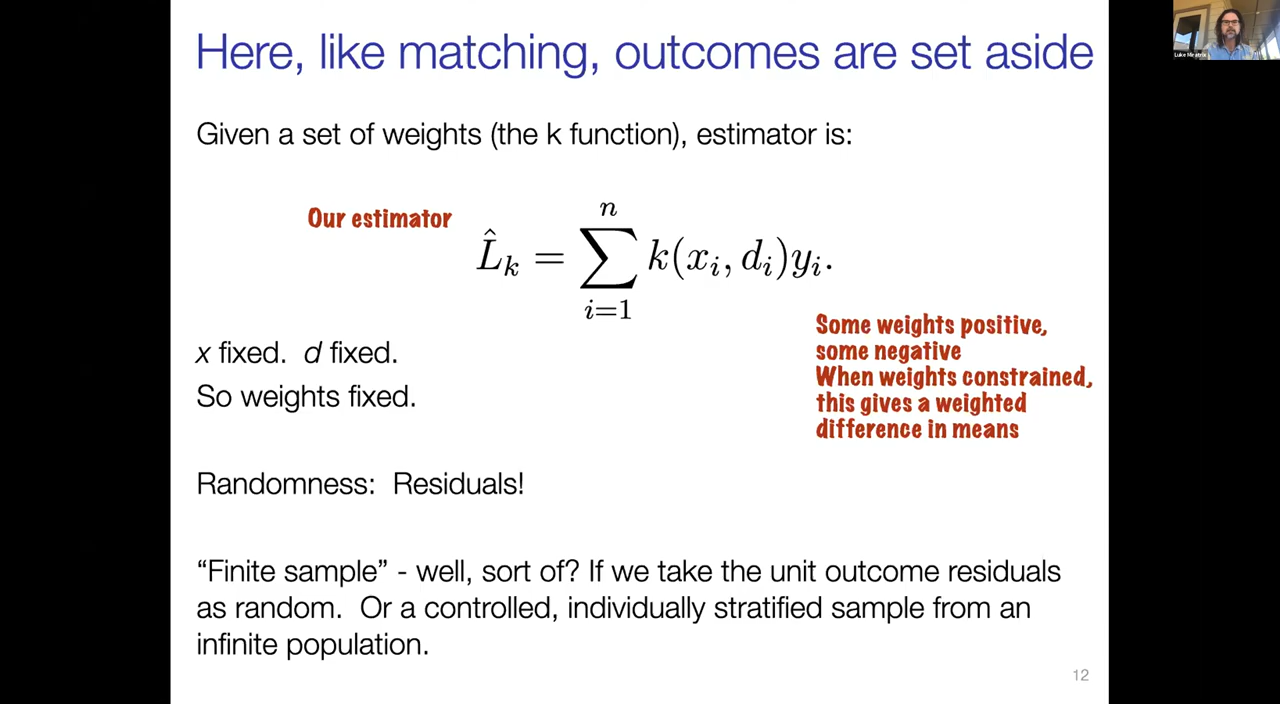 Here, like matching, outcomes are set aside
Given a set of weights (the k function), estimator is:
Our estimator
L̂_k = ∑_{i=1}^{n} k(x_i, d_i)y_i.
x fixed.  d fixed.
So weights fixed.
Some weights positive,
some negative
When weights constrained,
this gives a weighted
difference in means
Randomness:  Residuals!
“Finite sample” - well, sort of? If we take the unit outcome residuals
as random.  Or a controlled, individually stratified sample from an
infinite population.
12